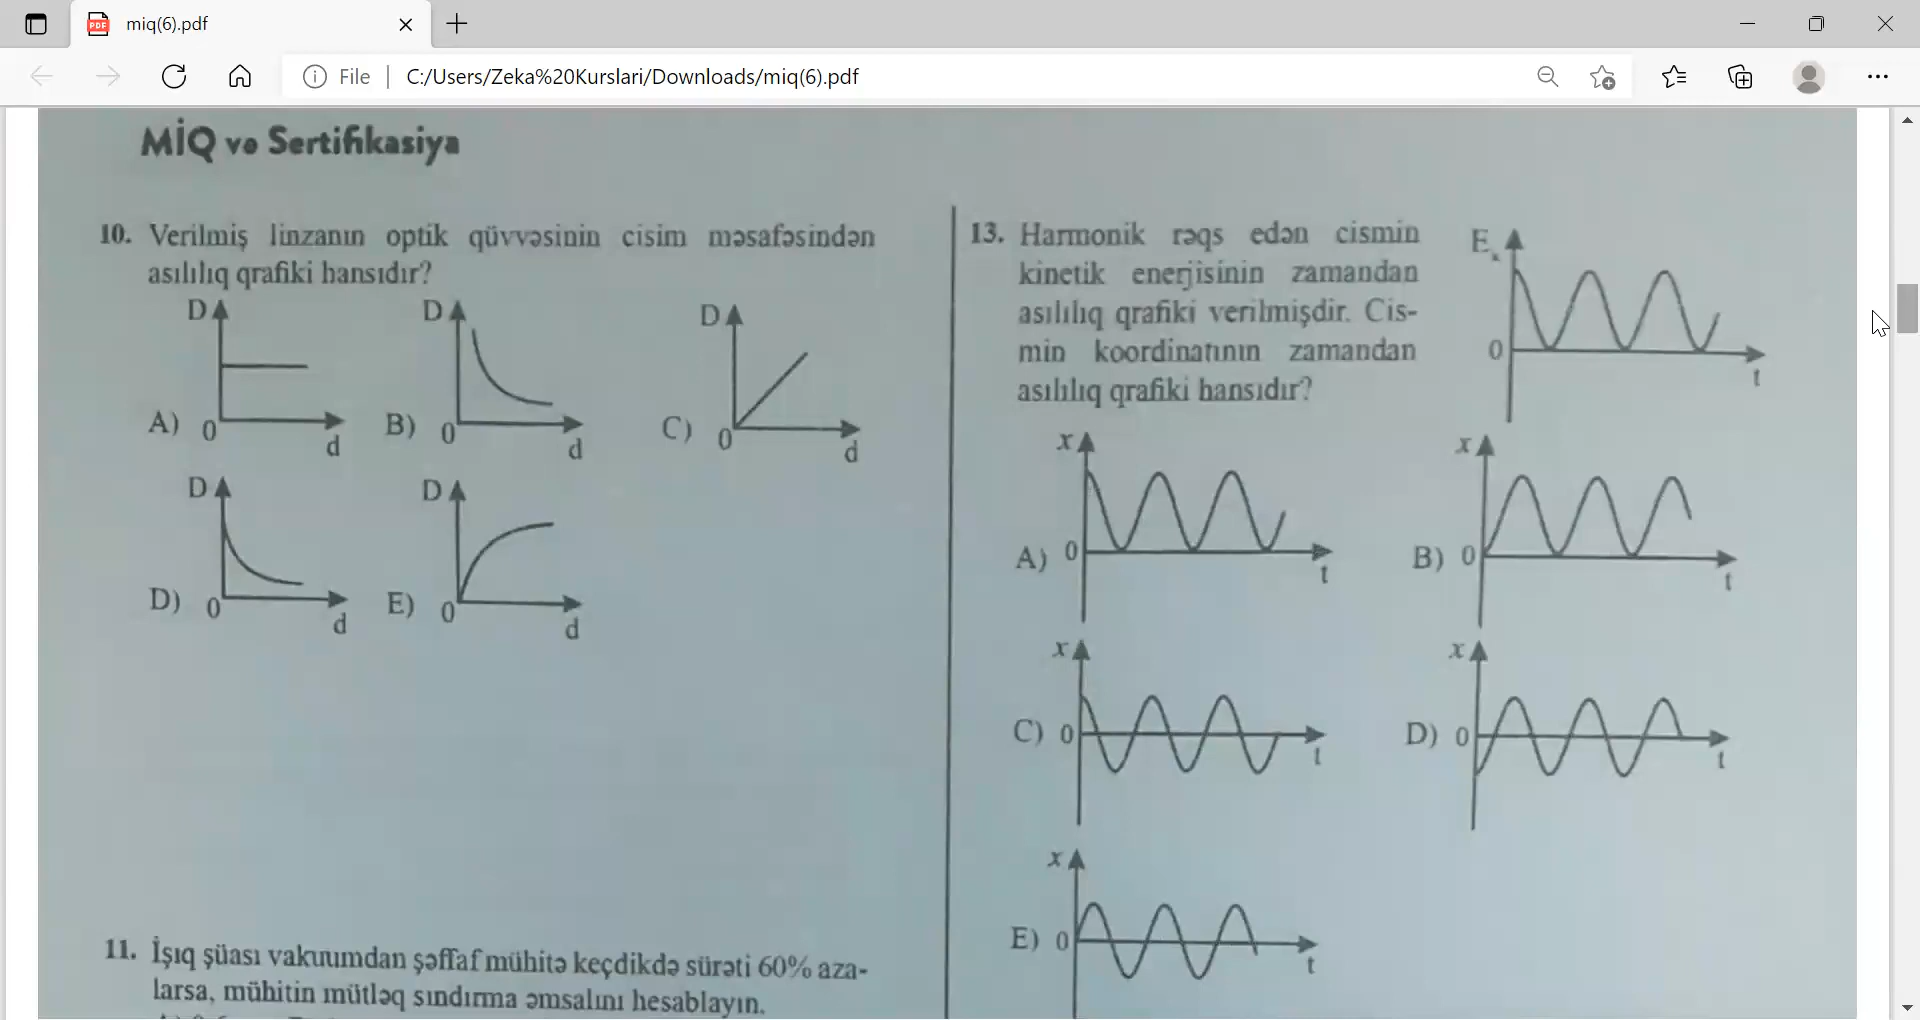 miq(6).pdf
File
C:/Users/Zeka%20Kurslari/Downloads/miq(6).pdf
MİQ və Sertifikasiya
10. Verilmiş linzanın optik qüvvəsinin cisim məsafəsindən
asılılıq qrafiki hansıdır?
A) D 0 d
B) D 0 d
C) D 0 d
D) D 0 d
E) D 0 d
11. İşıq şüası vakuumdan şəffaf mühitə keçdikdə sürəti 60% aza-
larsa, mühitin mütləq sındırma əmsalını hesablayın.
13. Harmonik rəqs edən cismin
kinetik enerjisinin zamandan
asılılıq qrafiki verilmişdir. Cis-
min koordinatının zamandan
asılılıq qrafiki hansıdır?
Ek 0 t
A) x 0 t
B) x 0 t
C) x 0 t
D) x 0 t
E) x 0 t